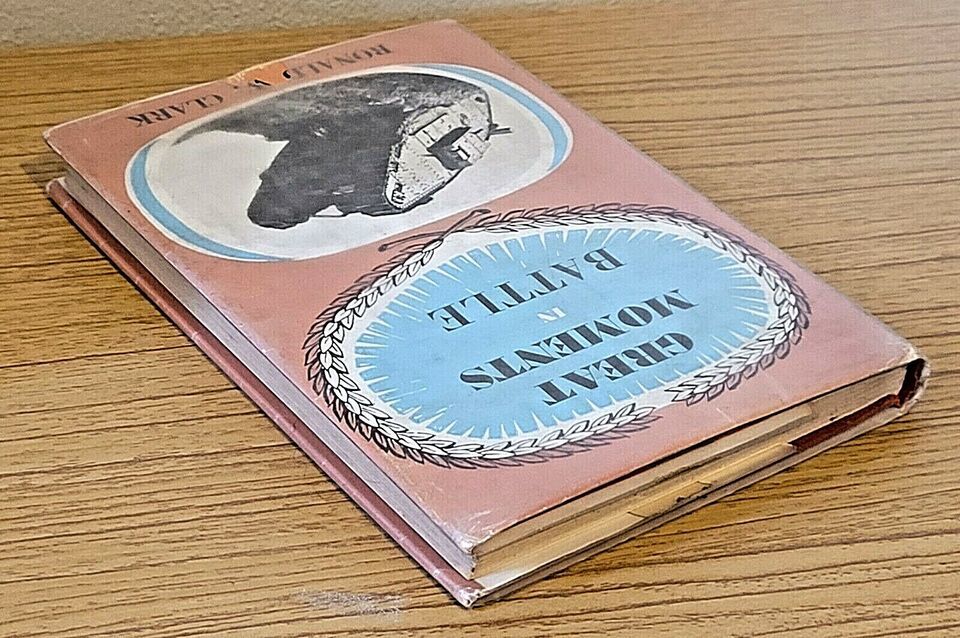 GREAT
MOMENTS
IN
BATTLE
RONALD W. CLARK